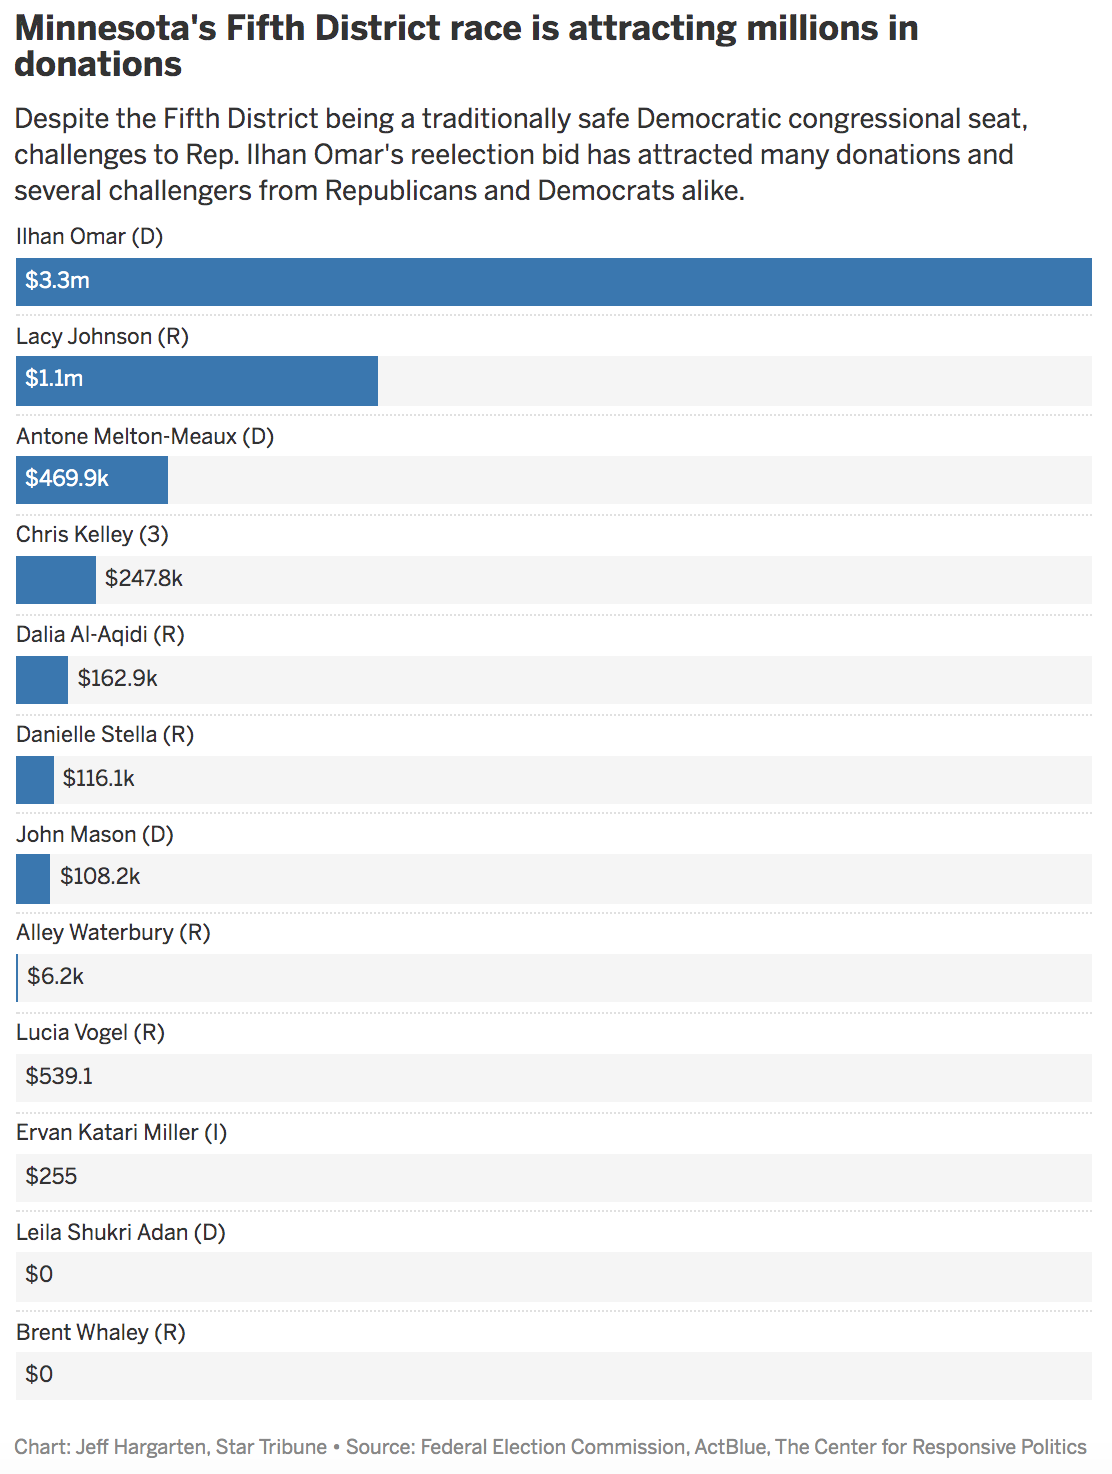 Minnesota's Fifth District race is attracting millions in
donations
Despite the Fifth District being a traditionally safe Democratic congressional seat,
challenges to Rep. Ilhan Omar's reelection bid has attracted many donations and
several challengers from Republicans and Democrats alike.
Ilhan Omar (D)
$3.3m
Lacy Johnson (R)
$1.1m
Antone Melton-Meaux (D)
$469.9k
Chris Kelley (3)
$247.8k
Dalia Al-Aqidi (R)
$162.9k
Danielle Stella (R)
$116.1k
John Mason (D)
$108.2k
Alley Waterbury (R)
$6.2k
Lucia Vogel (R)
$539.1
Ervan Katari Miller (I)
$255
Leila Shukri Adan (D)
$0
Brent Whaley (R)
$0
Chart: Jeff Hargarten, Star Tribune • Source: Federal Election Commission, ActBlue, The Center for Responsive Politics